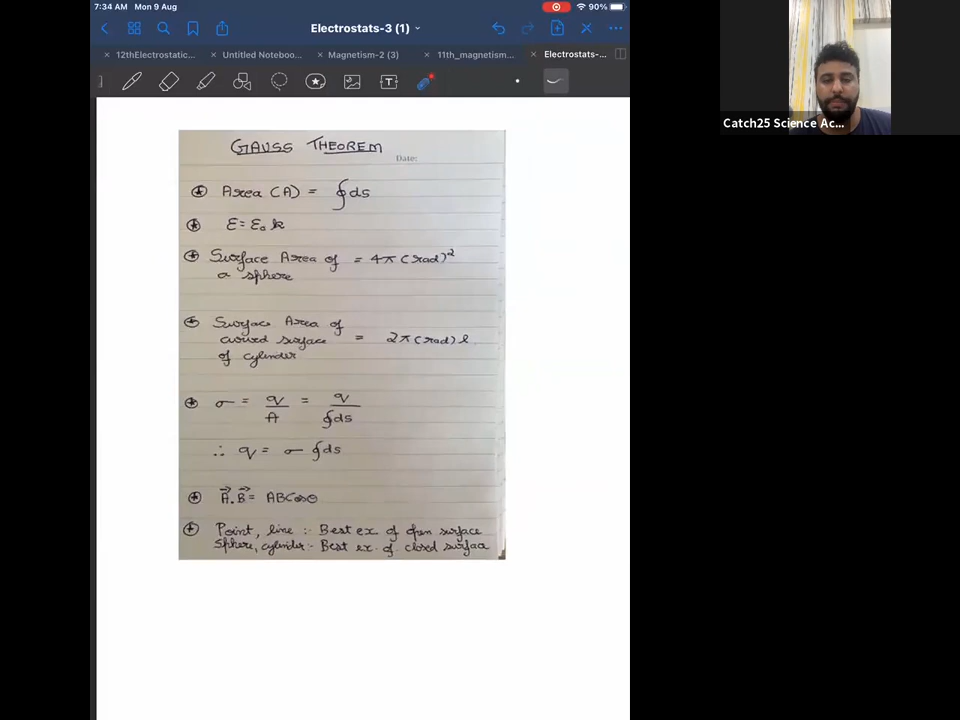 7:34 AM Mon 9 Aug
90%
Electrostats-3 (1)
12thElectrostatic...
Untitled Noteboo...
Magnetism-2 (3)
11th_magnetism...
Electrostats-...
Catch25 Science Ac...
GAUSS THEOREM
Date:
Area (A) = ∮ds
ε = ε₀ k
Surface Area of = 4π (rad)²
a sphere
Surface Area of
curved surface = 2π (rad) l
of cylinder
σ = q/A = q/∮ds
∴ q = σ ∮ds
A⃗.B⃗ = ABCosθ
Point, line :- Best ex of open surface
Sphere, cylinder :- Best ex. of closed surface